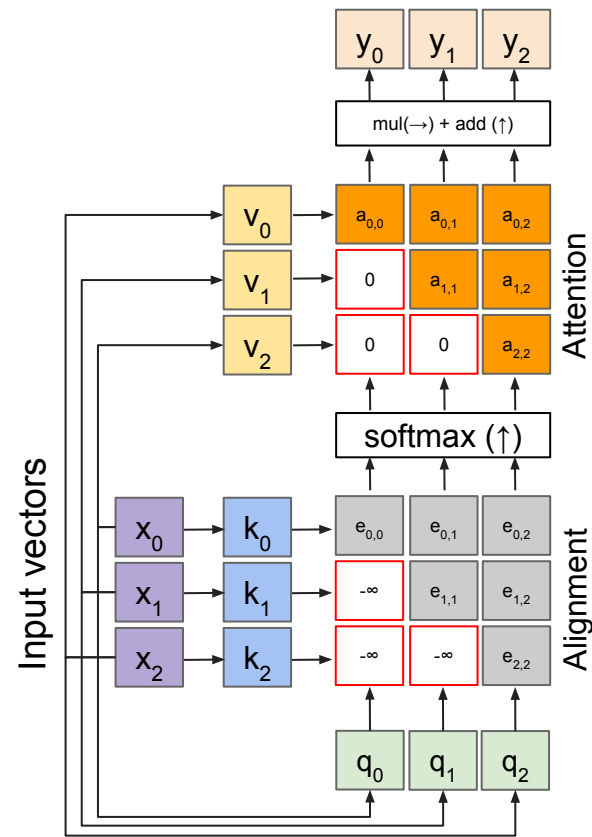 y₀ y₁ y₂
mul(→) + add (↑)
v₀ a₀,₀ a₀,₁ a₀,₂
v₁ 0 a₁,₁ a₁,₂
v₂ 0 0 a₂,₂
Attention
softmax (↑)
Input vectors
x₀ k₀ e₀,₀ e₀,₁ e₀,₂
x₁ k₁ -∞ e₁,₁ e₁,₂
x₂ k₂ -∞ -∞ e₂,₂
Alignment
q₀ q₁ q₂